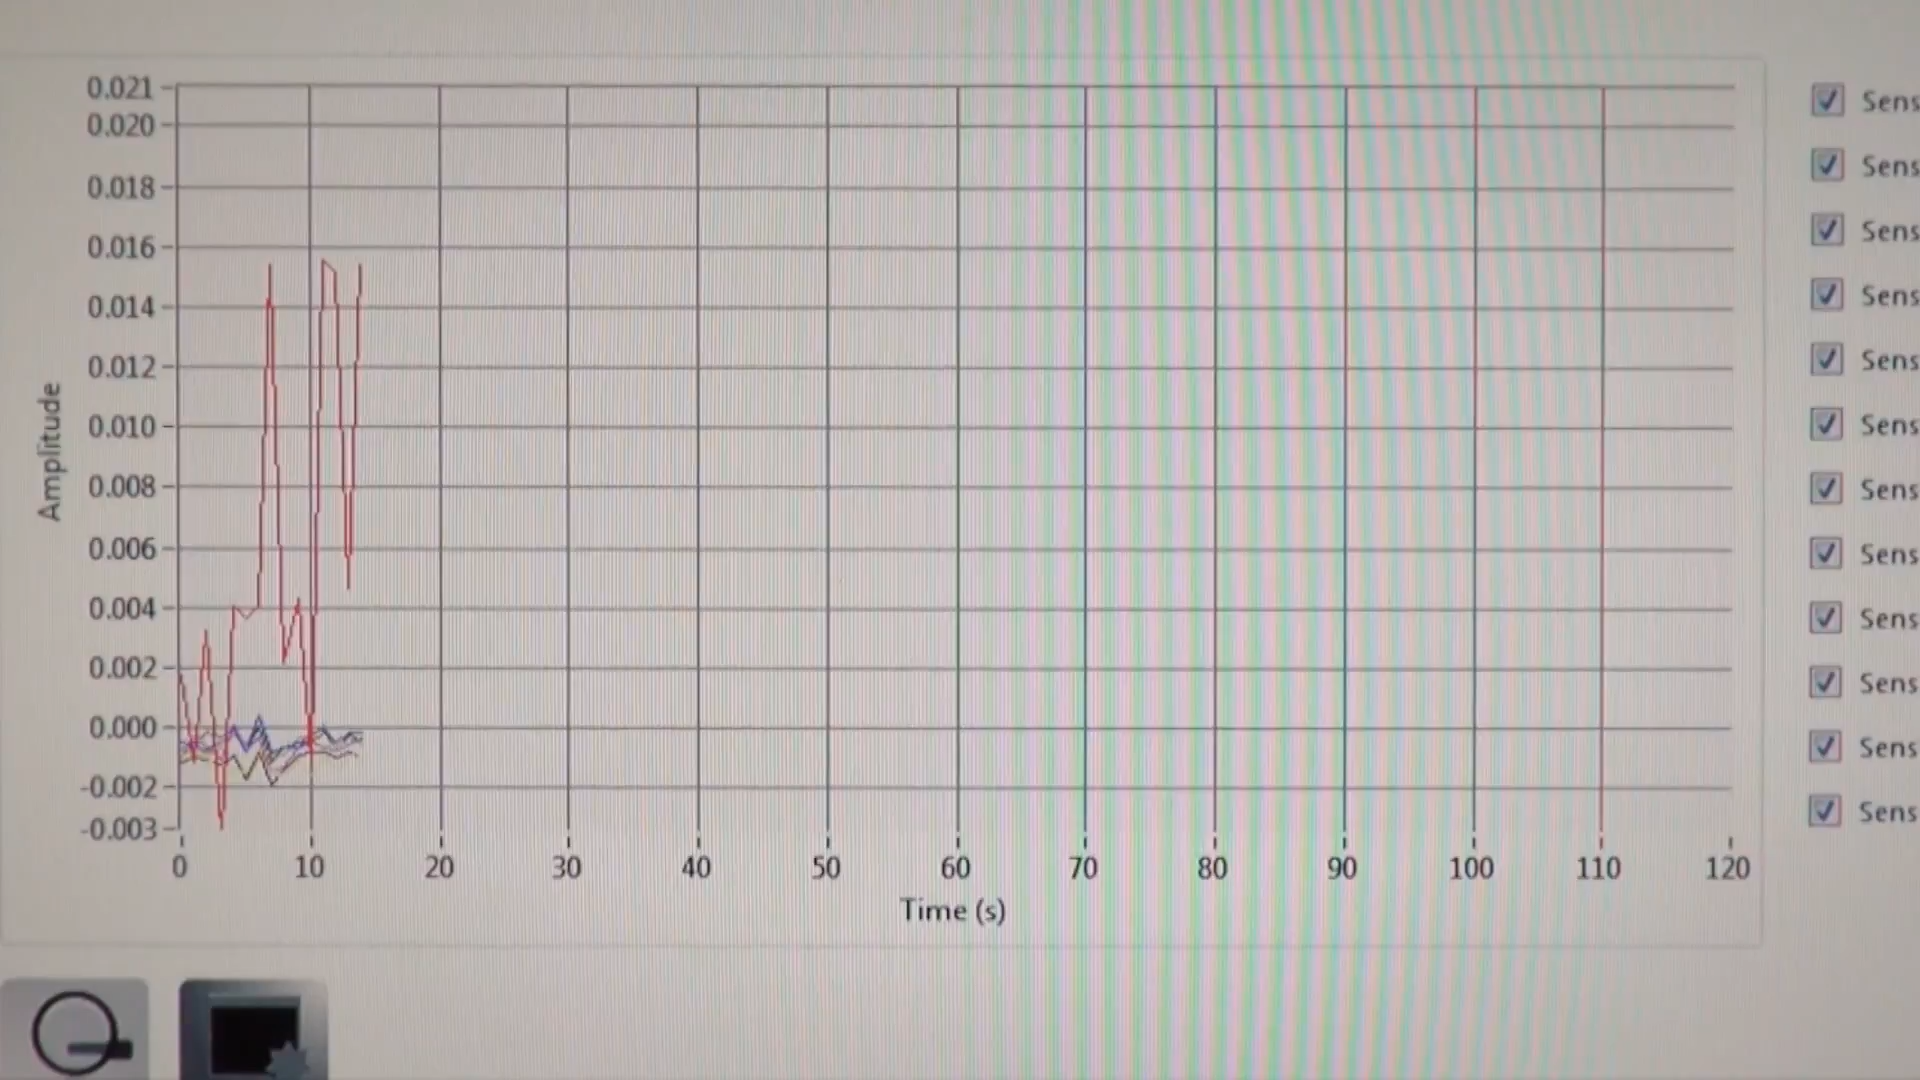 0.021
0.020
0.018
0.016
0.014
0.012
0.010
0.008
0.006
0.004
0.002
0.000
-0.002
-0.003
Amplitude
0 10 20 30 40 50 60 70 80 90 100 110 120
Time (s)
Sens
Sens
Sens
Sens
Sens
Sens
Sens
Sens
Sens
Sens
Sens
Sens